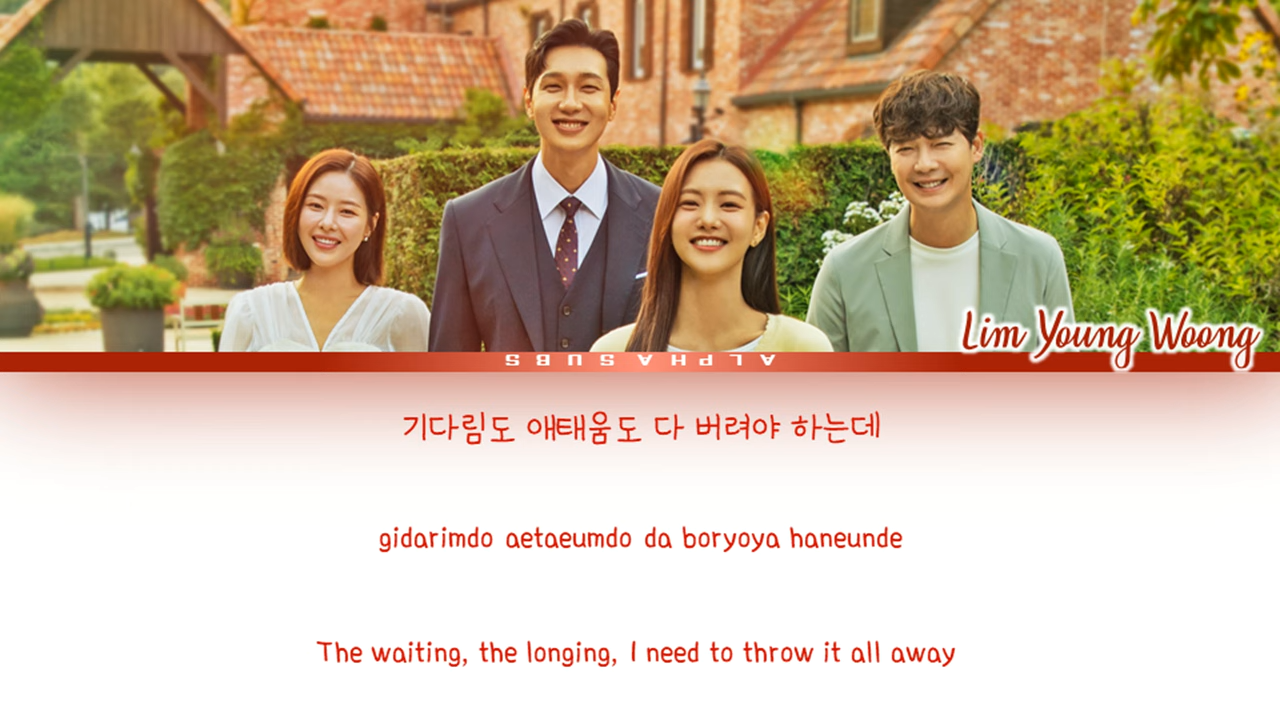 Lim Young Woong
ALPHASUBS
기다림도 애태움도 다 버려야 하는데
gidarimdo aetaeumdo da boryoya haneunde
The waiting, the longing, I need to throw it all away